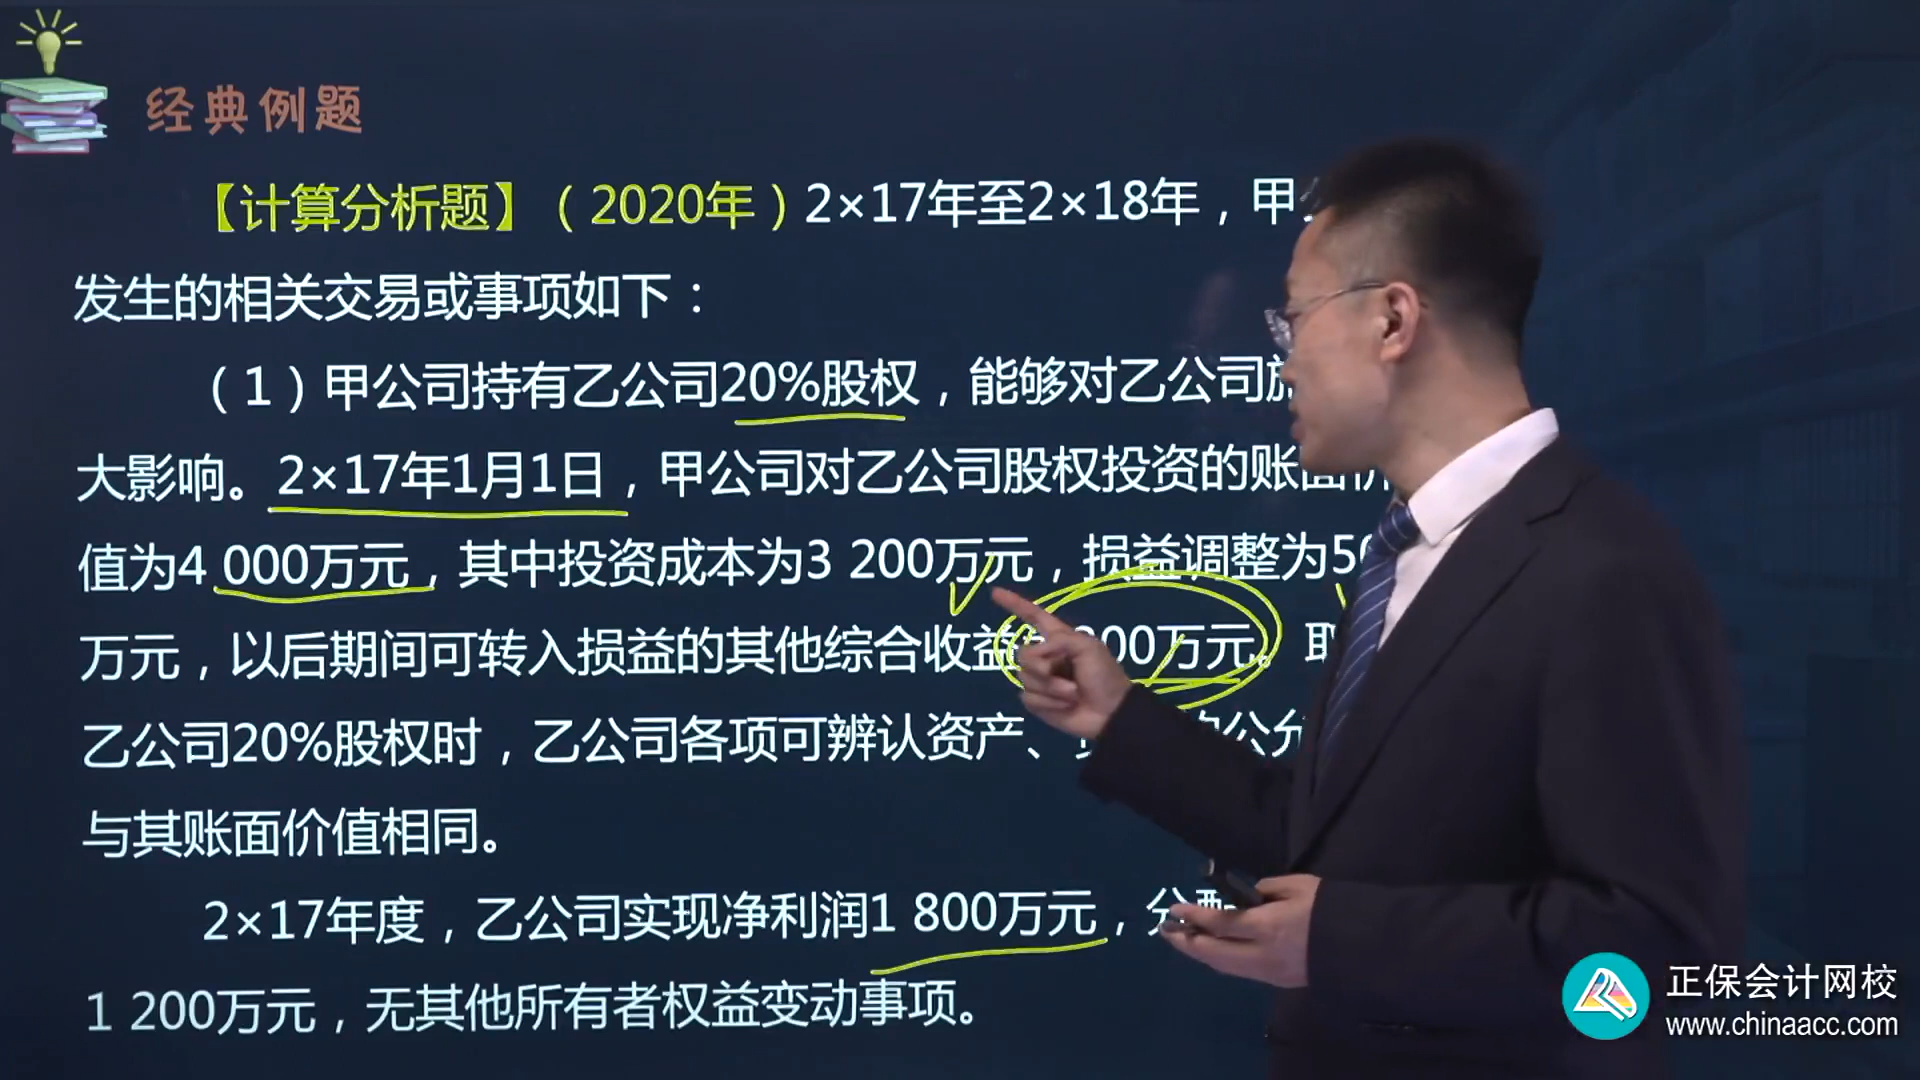 经典例题
【计算分析题】（2020年）2×17年至2×18年，甲
发生的相关交易或事项如下：
（1）甲公司持有乙公司20%股权，能够对乙公司
大影响。2×17年1月1日，甲公司对乙公司股权投资的账面价
值为4 000万元，其中投资成本为3 200万元，损益调整为5
万元，以后期间可转入损益的其他综合收益 300万元。
乙公司20%股权时，乙公司各项可辨认资产、 公
与其账面价值相同。
2×17年度，乙公司实现净利润1 800万元，分配
1 200万元，无其他所有者权益变动事项。
正保会计网校
www.chinaacc.com